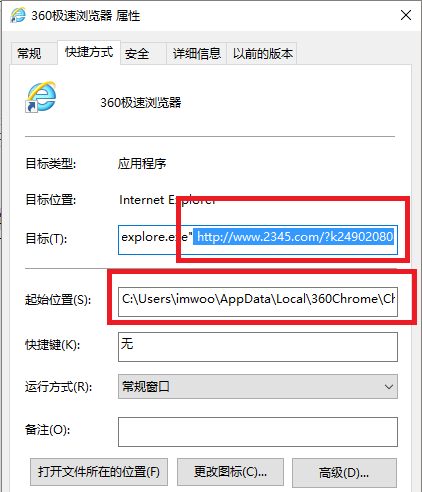 360极速浏览器 属性
常规 快捷方式 安全 详细信息 以前的版本
360极速浏览器
目标类型: 应用程序
目标位置: Internet Explorer
目标(T): explore.exe" http://www.2345.com/?k24902080
起始位置(S): C:\Users\imwoo\AppData\Local\360Chrome\Ch
快捷键(K): 无
运行方式(R): 常规窗口
备注(O):
打开文件所在的位置(F) 更改图标(C)... 高级(D)...